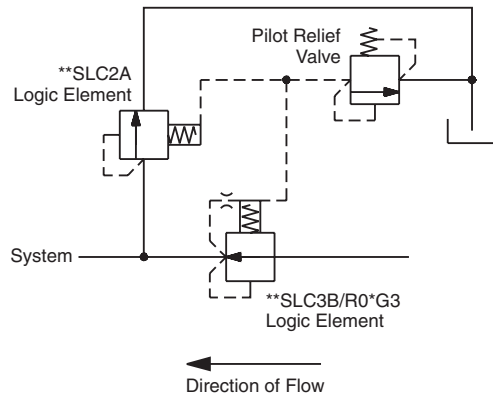 Pilot Relief
Valve
**SLC2A
Logic Element
System
**SLC3B/R0*G3
Logic Element
Direction of Flow